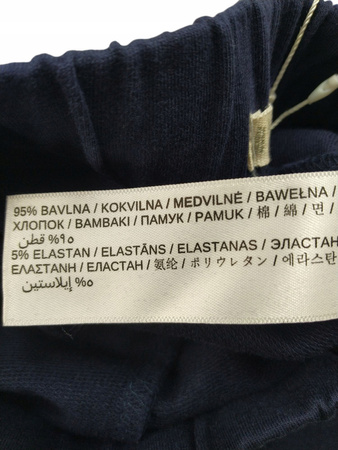 95% BAVLNA / KOKVILNA / MEDVILNĖ / BAWEŁNA /
ХЛОПОК / BAMBAKI / ПАМУК / PAMUK / 棉 / 綿 / 면 /
٩٥% قطن
5% ELASTAN / ELASTĀNS / ELASTANAS / ЭЛАСТАН
ΕΛΑΣΤΑΝΗ / ЕЛАСТАН / 氨纶 / ポリウレタン / 에라스탄
٥% إيلاستين